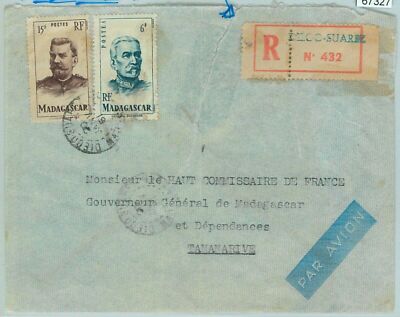 67327
15F POSTES RF
MADAGASCAR
POSTES 6F
RF
MADAGASCAR
R DIEGO-SUAREZ
N° 432
Monsieur le HAUT COMMISSAIRE DE FRANCE
Gouverneur Général de Madagascar
et Dépendances
TANANARIVE
PAR AVION